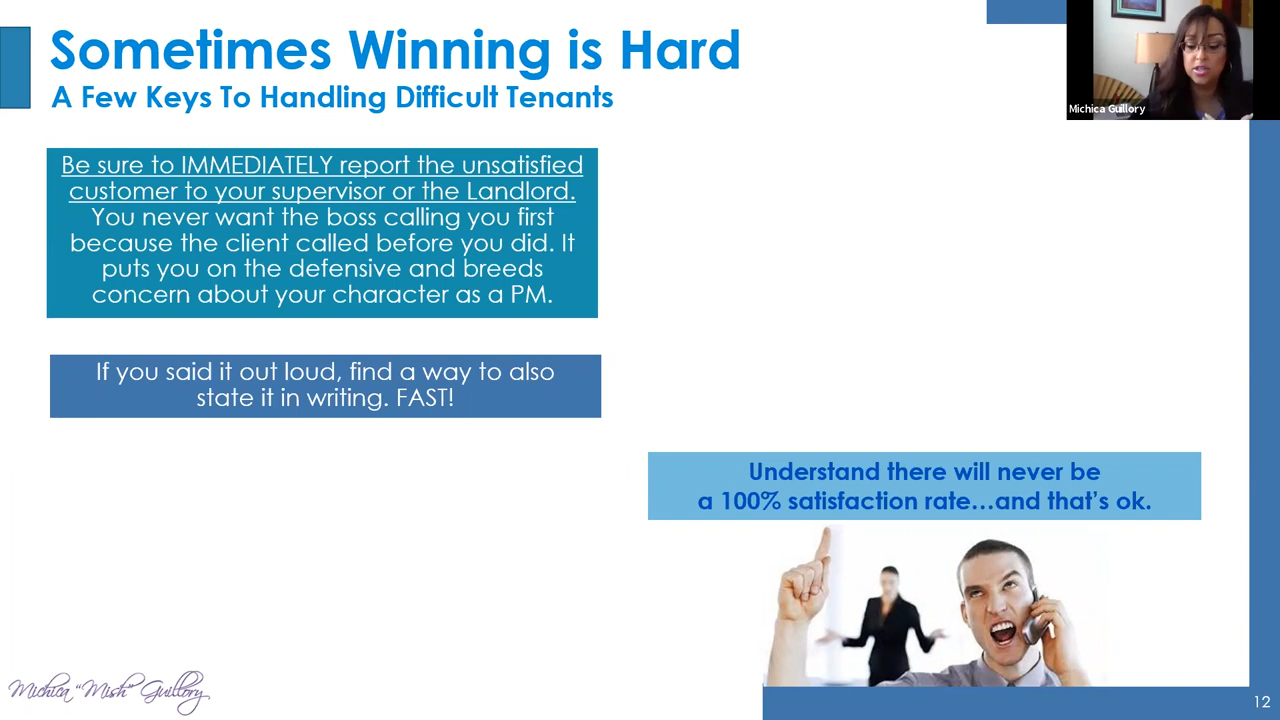 Sometimes Winning is Hard
A Few Keys To Handling Difficult Tenants
Michica Guillory
Be sure to IMMEDIATELY report the unsatisfied
customer to your supervisor or the Landlord.
You never want the boss calling you first
because the client called before you did. It
puts you on the defensive and breeds
concern about your character as a PM.
If you said it out loud, find a way to also
state it in writing. FAST!
Understand there will never be
a 100% satisfaction rate...and that's ok.
Michica "Mish" Guillory
12